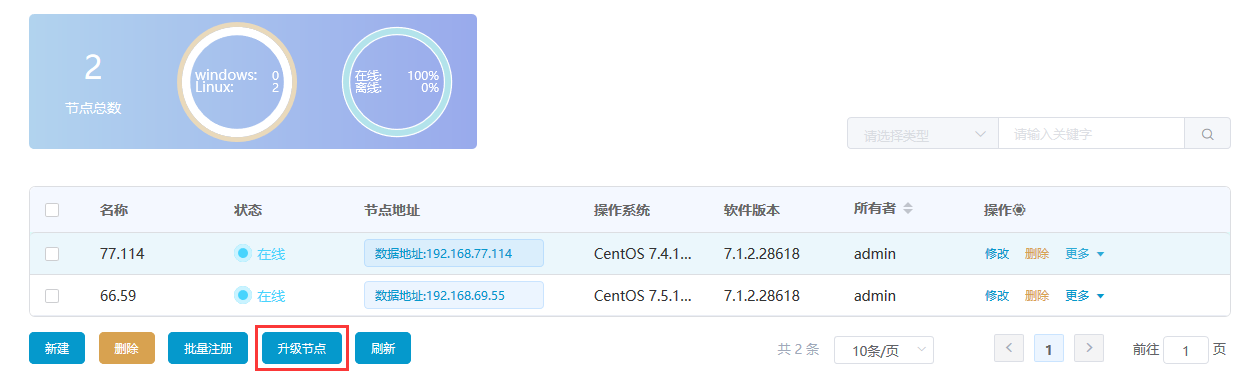 2
节点总数
windows: 0
Linux: 2
在线: 100%
离线: 0%
请选择类型 请输入关键字
名称 状态 节点地址 操作系统 软件版本 所有者 操作
77.114 在线 数据地址:192.168.77.114 CentOS 7.4.1... 7.1.2.28618 admin 修改 删除 更多
66.59 在线 数据地址:192.168.69.55 CentOS 7.5.1... 7.1.2.28618 admin 修改 删除 更多
新建 删除 批量注册 升级节点 刷新 共 2 条 10条/页 1 前往 1 页